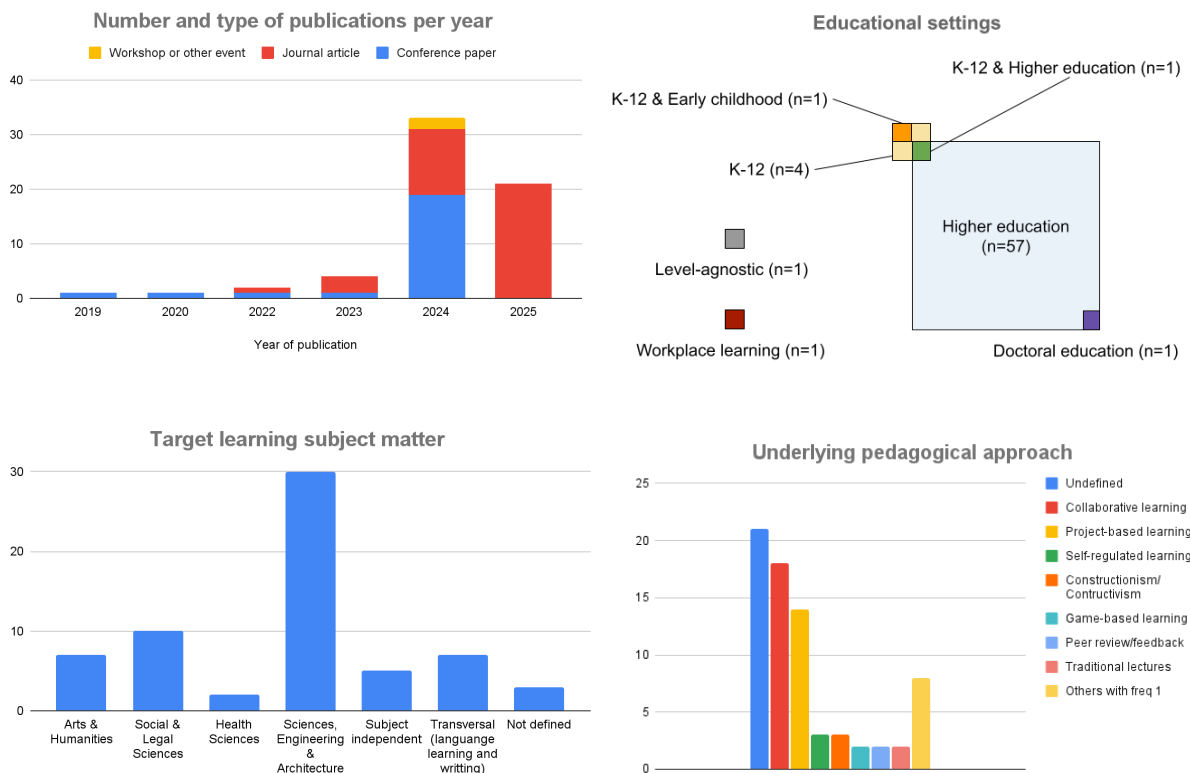 Number and type of publications per year
Workshop or other event
Journal article
Conference paper
40
30
20
10
0
2019
2020
2022
2023
2024
2025
Year of publication
Educational settings
K-12 & Higher education (n=1)
K-12 & Early childhood (n=1)
K-12 (n=4)
Higher education
(n=57)
Level-agnostic (n=1)
Workplace learning (n=1)
Doctoral education (n=1)
Target learning subject matter
30
20
10
0
Arts &
Humanities
Social &
Legal
Sciences
Health
Sciences
Sciences,
Engineering
&
Architecture
Subject
independent
Transversal
(languange
learning and
writting)
Not defined
Underlying pedagogical approach
25
20
15
10
5
0
Undefined
Collaborative learning
Project-based learning
Self-regulated learning
Constructionism/
Contructivism
Game-based learning
Peer review/feedback
Traditional lectures
Others with freq 1